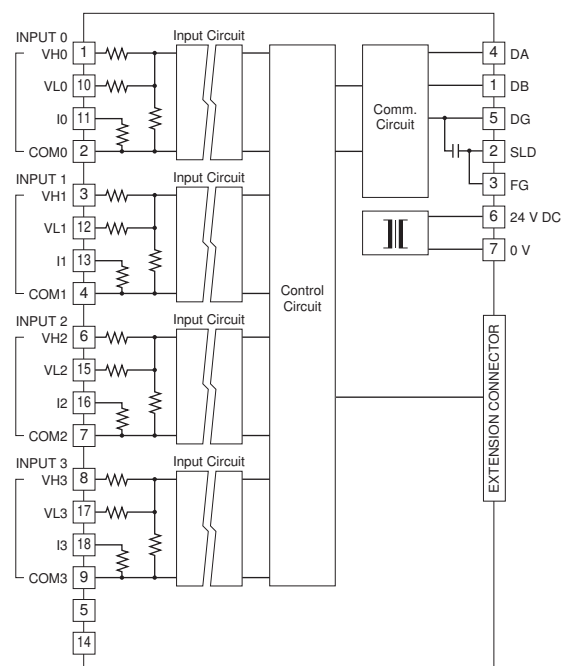 INPUT 0
VH0 1
VL0 10
I0 11
COM0 2
Input Circuit
INPUT 1
VH1 3
VL1 12
I1 13
COM1 4
Input Circuit
INPUT 2
VH2 6
VL2 15
I2 16
COM2 7
Input Circuit
INPUT 3
VH3 8
VL3 17
I3 18
COM3 9
Input Circuit
5
14
Control
Circuit
Comm.
Circuit
4 DA
1 DB
5 DG
2 SLD
3 FG
6 24 V DC
7 0 V
EXTENSION CONNECTOR